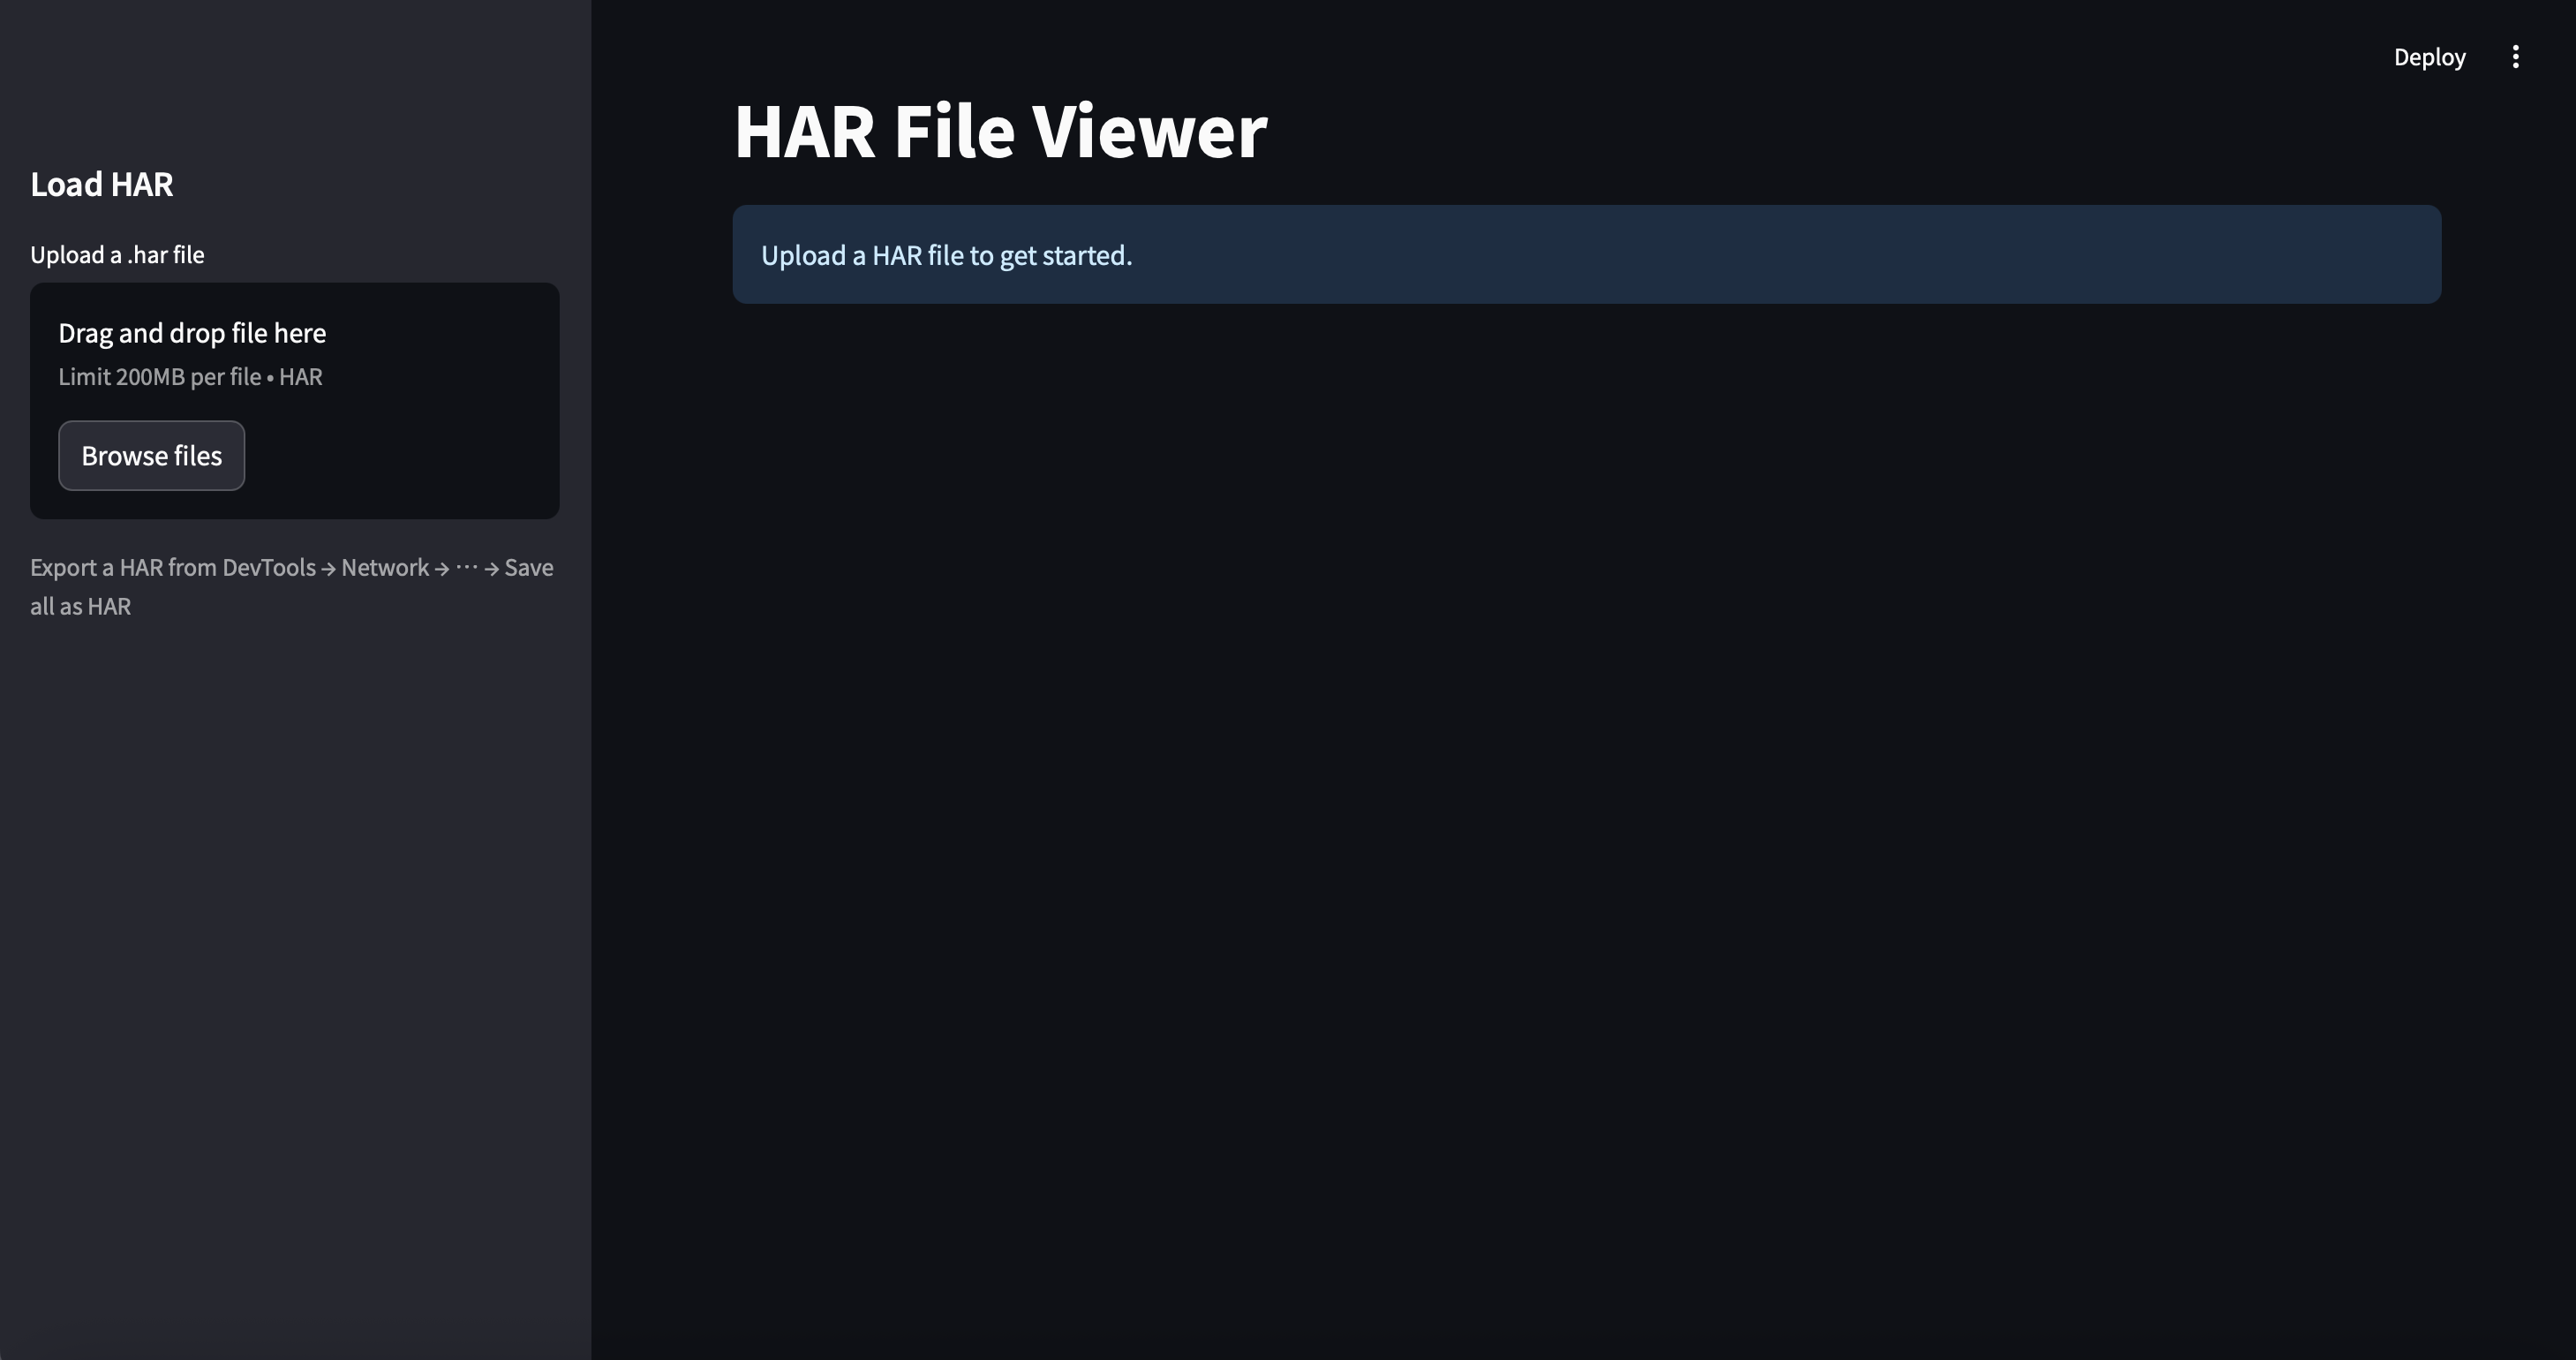 Deploy
Load HAR
Upload a .har file
Drag and drop file here
Limit 200MB per file • HAR
Browse files
Export a HAR from DevTools → Network → ⋯ → Save
all as HAR
HAR File Viewer
Upload a HAR file to get started.